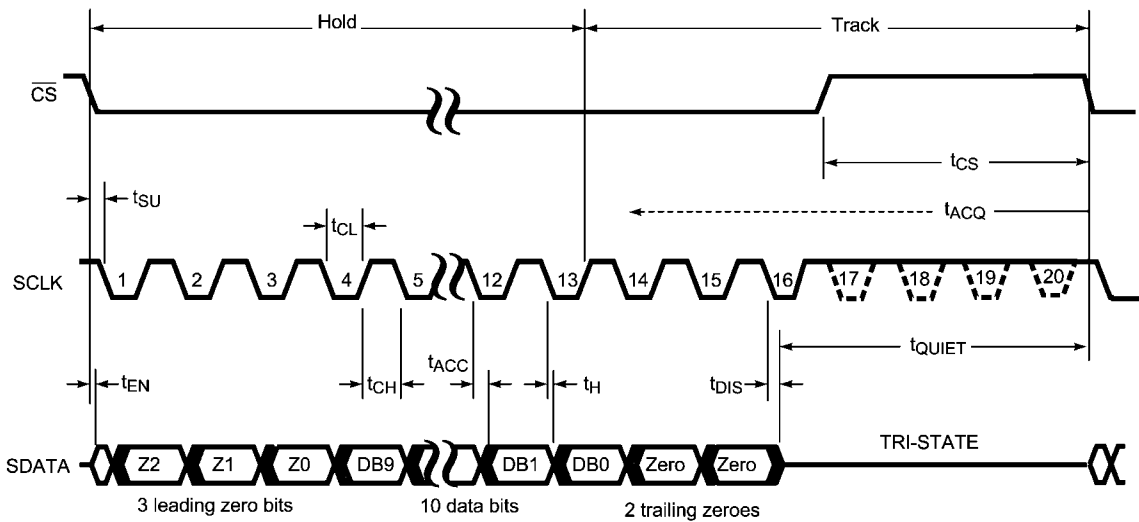 Hold Track
CS
tCS
tSU
tACQ
tCL
SCLK 1 2 3 4 5 12 13 14 15 16 17 18 19 20
tQUIET
tACC
tEN tCH tH tDIS
TRI-STATE
SDATA Z2 Z1 Z0 DB9 DB1 DB0 Zero Zero
3 leading zero bits 10 data bits 2 trailing zeroes